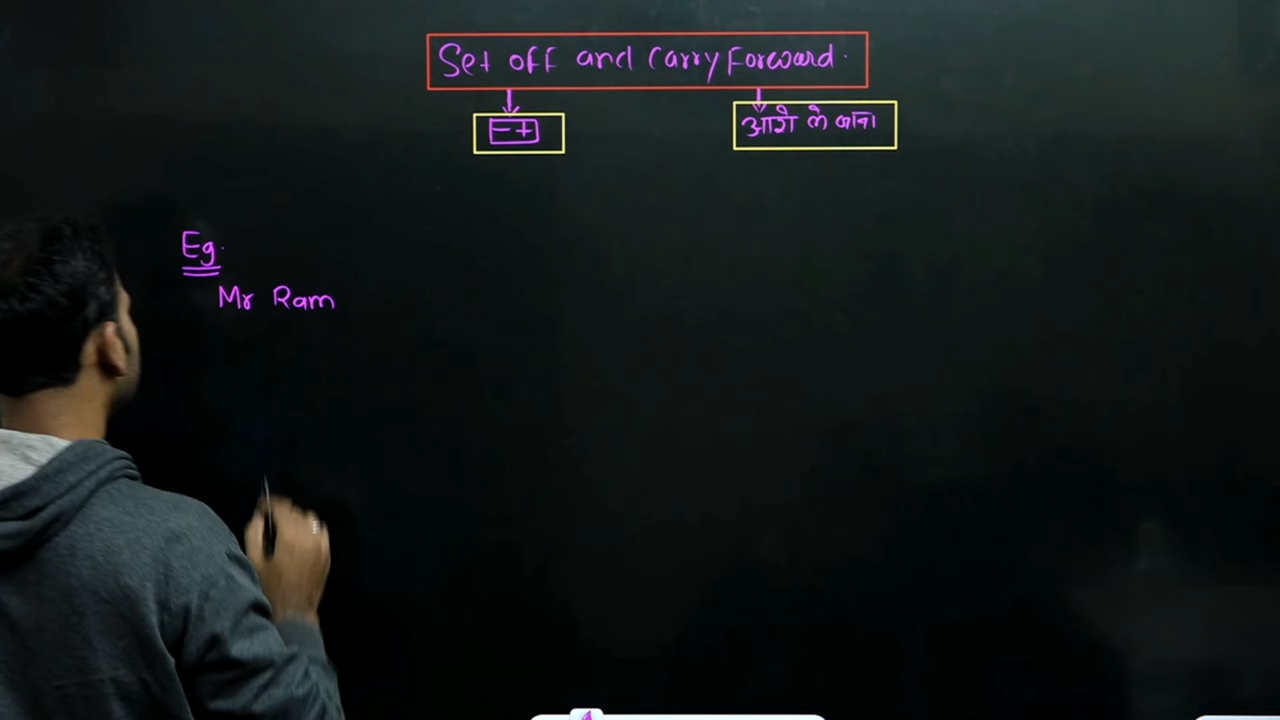 Set off and Carry Forward.
- +
आगे ले जाना
Eg.
Mr Ram